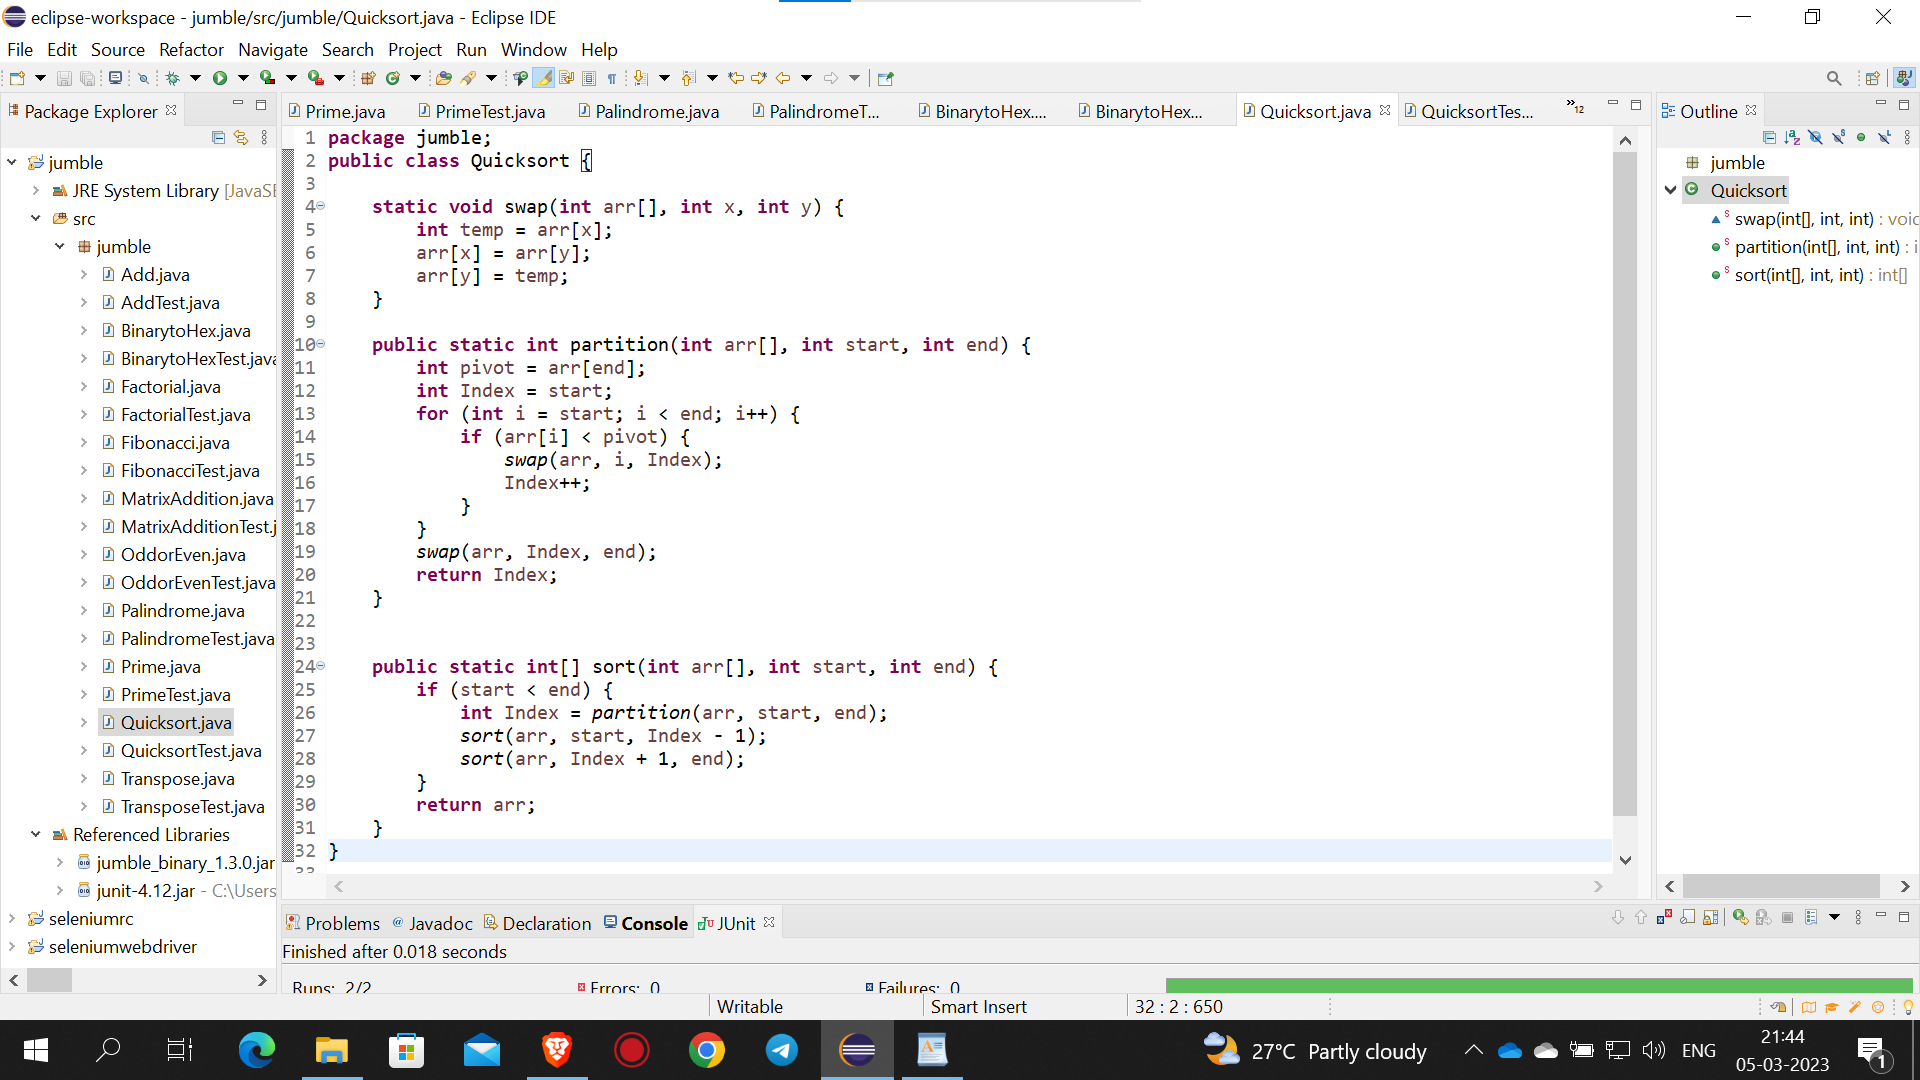 eclipse-workspace - jumble/src/jumble/Quicksort.java - Eclipse IDE
File Edit Source Refactor Navigate Search Project Run Window Help
Package Explorer
jumble
JRE System Library [JavaSE
src
jumble
Add.java
AddTest.java
BinarytoHex.java
BinarytoHexTest.java
Factorial.java
FactorialTest.java
Fibonacci.java
FibonacciTest.java
MatrixAddition.java
MatrixAdditionTest.j
OddorEven.java
OddorEvenTest.java
Palindrome.java
PalindromeTest.java
Prime.java
PrimeTest.java
Quicksort.java
QuicksortTest.java
Transpose.java
TransposeTest.java
Referenced Libraries
jumble_binary_1.3.0.jar
junit-4.12.jar - C:\Users
seleniumrc
seleniumwebdriver
Prime.java PrimeTest.java Palindrome.java PalindromeT... BinarytoHex.... BinarytoHex... Quicksort.java QuicksortTes... »12
1 package jumble;
2 public class Quicksort {
3
4 static void swap(int arr[], int x, int y) {
5 int temp = arr[x];
6 arr[x] = arr[y];
7 arr[y] = temp;
8 }
9
10 public static int partition(int arr[], int start, int end) {
11 int pivot = arr[end];
12 int Index = start;
13 for (int i = start; i < end; i++) {
14 if (arr[i] < pivot) {
15 swap(arr, i, Index);
16 Index++;
17 }
18 }
19 swap(arr, Index, end);
20 return Index;
21 }
22
23
24 public static int[] sort(int arr[], int start, int end) {
25 if (start < end) {
26 int Index = partition(arr, start, end);
27 sort(arr, start, Index - 1);
28 sort(arr, Index + 1, end);
29 }
30 return arr;
31 }
32 }
33
Outline
jumble
Quicksort
swap(int[], int, int) : void
partition(int[], int, int) : i
sort(int[], int, int) : int[]
Problems Javadoc Declaration Console JUnit
Finished after 0.018 seconds
Runs: 2/2 Errors: 0 Failures: 0
Writable Smart Insert 32 : 2 : 650
27°C Partly cloudy ENG 21:44
05-03-2023
1